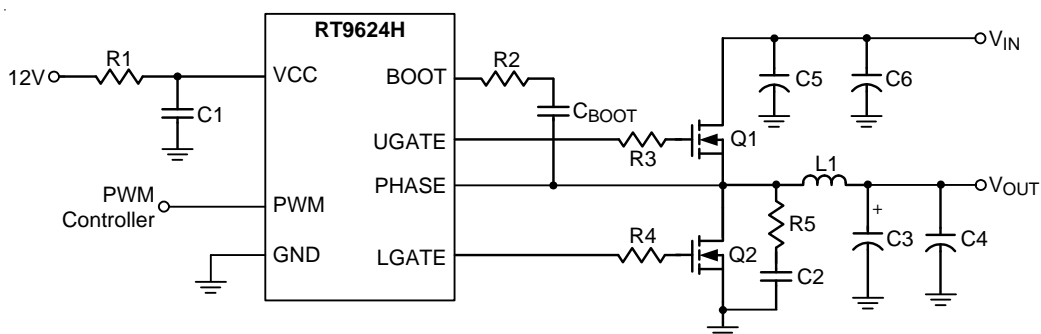 RT9624H
12V
R1
C1
VCC
BOOT
R2
CBOOT
UGATE
R3
Q1
C5
C6
VIN
PHASE
L1
VOUT
PWM
Controller
PWM
GND
LGATE
R4
Q2
R5
C2
+
C3
C4